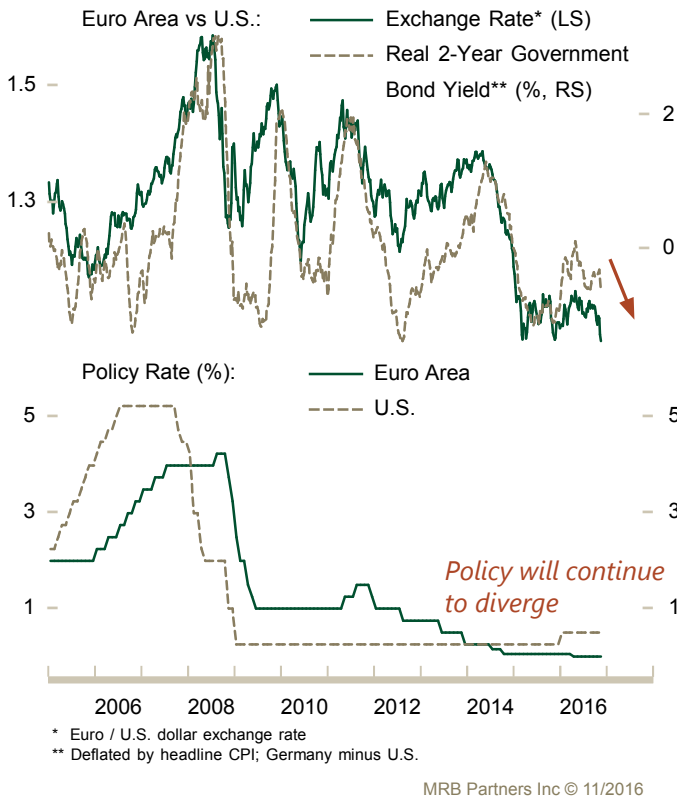 Euro Area vs U.S.:
Exchange Rate* (LS)
Real 2-Year Government
Bond Yield** (%, RS)
1.5
1.3
2
0
Policy Rate (%):
Euro Area
U.S.
5
3
1
5
3
1
Policy will continue
to diverge
2006 2008 2010 2012 2014 2016
* Euro / U.S. dollar exchange rate
** Deflated by headline CPI; Germany minus U.S.
MRB Partners Inc © 11/2016